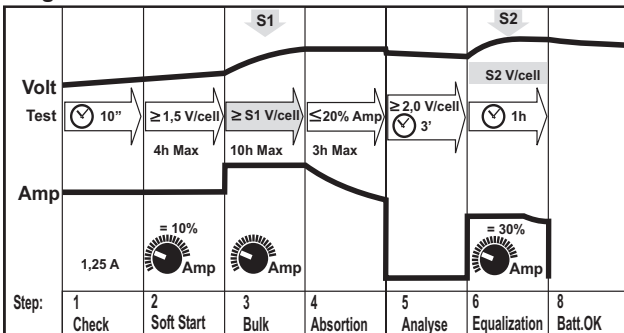 S1 S2
Volt
S2 V/cell
Test 10” ≥ 1,5 V/cell ≥ S1 V/cell ≤20% Amp ≥ 2,0 V/cell 3’ 1h
4h Max 10h Max 3h Max
Amp
= 10% = 30%
1,25 A Amp Amp Amp
Step: 1 2 3 4 5 6 8
Check Soft Start Bulk Absortion Analyse Equalization Batt.OK